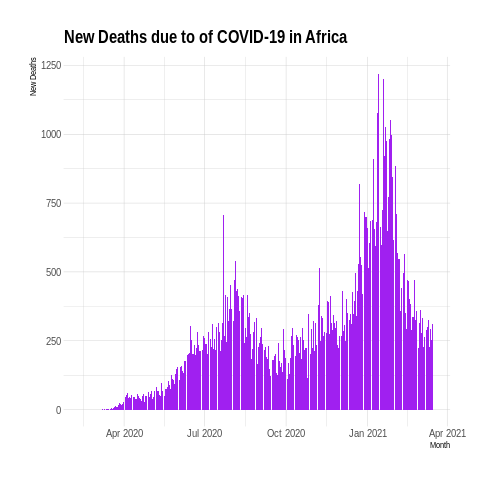 New Deaths due to of COVID-19 in Africa
New Deaths
1250
1000
750
500
250
0
Apr 2020
Jul 2020
Oct 2020
Jan 2021
Apr 2021
Month